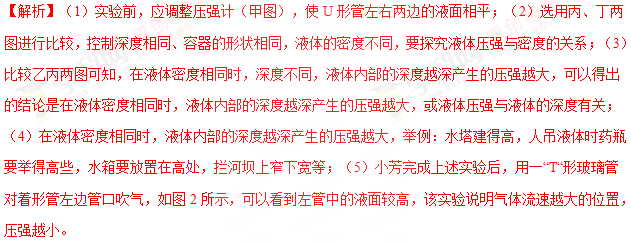 【解析】（1）实验前，应调整压强计（甲图），使 U 形管左右两边的液面相平；（2）选用丙、丁两
图进行比较，控制深度相同、容器的形状相同，液体的密度不同，要探究液体压强与密度的关系；（3）
比较乙丙两图可知，在液体密度相同时，深度不同，液体内部的深度越深产生的压强越大，可以得出
的结论是在液体密度相同时，液体内部的深度越深产生的压强越大，或液体压强与液体的深度有关；
（4）在液体密度相同时，液体内部的深度越深产生的压强越大，举例：水塔建得高，人吊液体时药瓶
要举得高些，水箱要放置在高处，拦河坝上窄下宽等；（5）小芳完成上述实验后，用一“T“形玻璃管
对着形管左边管口吹气，如图 2 所示，可以看到左管中的液面较高，该实验说明气体流速越大的位置，
压强越小。